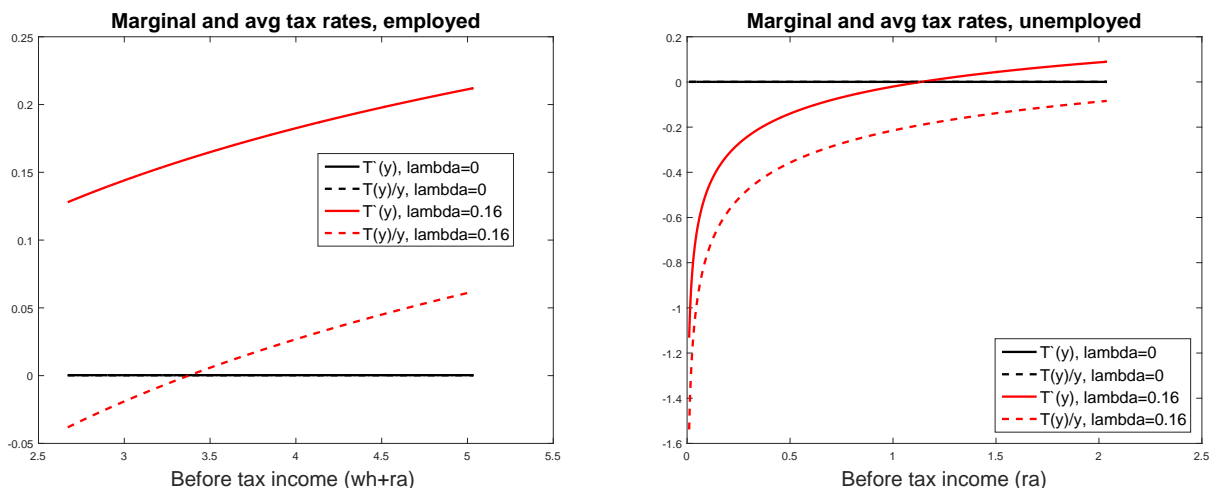 Marginal and avg tax rates, employed
0.25
0.2
0.15
0.1
0.05
0
-0.05
2.5 3 3.5 4 4.5 5 5.5
Before tax income (wh+ra)
T`(y), lambda=0
T(y)/y, lambda=0
T`(y), lambda=0.16
T(y)/y, lambda=0.16
Marginal and avg tax rates, unemployed
0.2
0
-0.2
-0.4
-0.6
-0.8
-1
-1.2
-1.4
-1.6
0 0.5 1 1.5 2 2.5
Before tax income (ra)
T`(y), lambda=0
T(y)/y, lambda=0
T`(y), lambda=0.16
T(y)/y, lambda=0.16